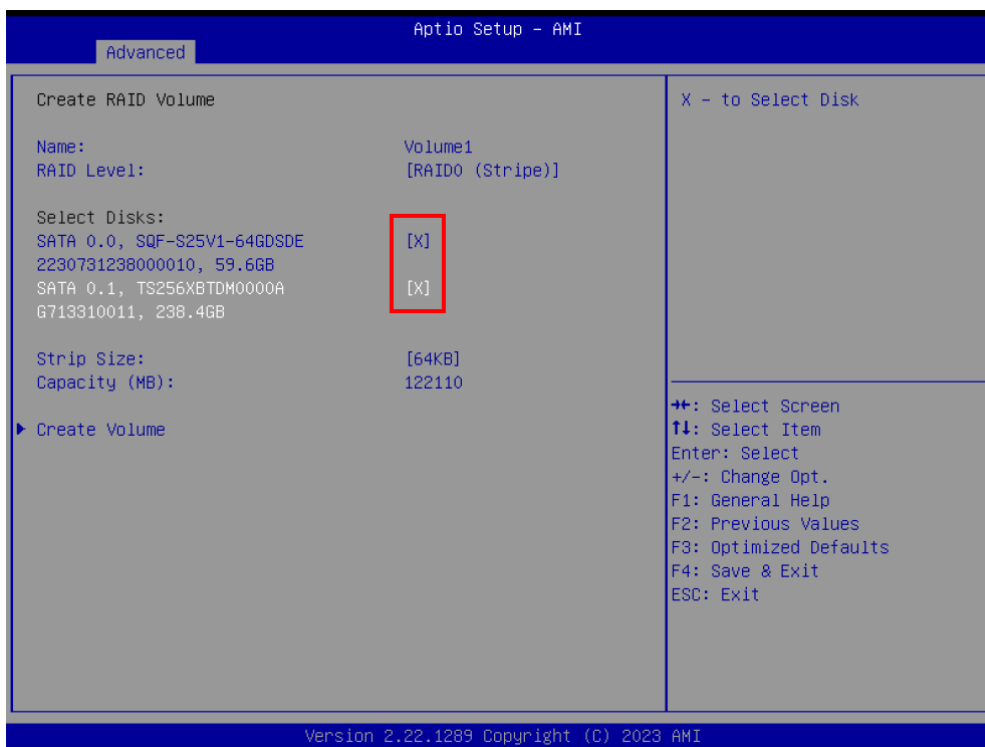 Aptio Setup - AMI
Advanced
Create RAID Volume
Name: Volume1
RAID Level: [RAID0 (Stripe)]
Select Disks:
SATA 0.0, SQF-S25V1-64GDSDE [X]
2230731238000010, 59.6GB
SATA 0.1, TS256XBTDM0000A [X]
G713310011, 238.4GB
Strip Size: [64KB]
Capacity (MB): 122110
Create Volume
X - to Select Disk
→←: Select Screen
↑↓: Select Item
Enter: Select
+/-: Change Opt.
F1: General Help
F2: Previous Values
F3: Optimized Defaults
F4: Save & Exit
ESC: Exit
Version 2.22.1289 Copyright (C) 2023 AMI